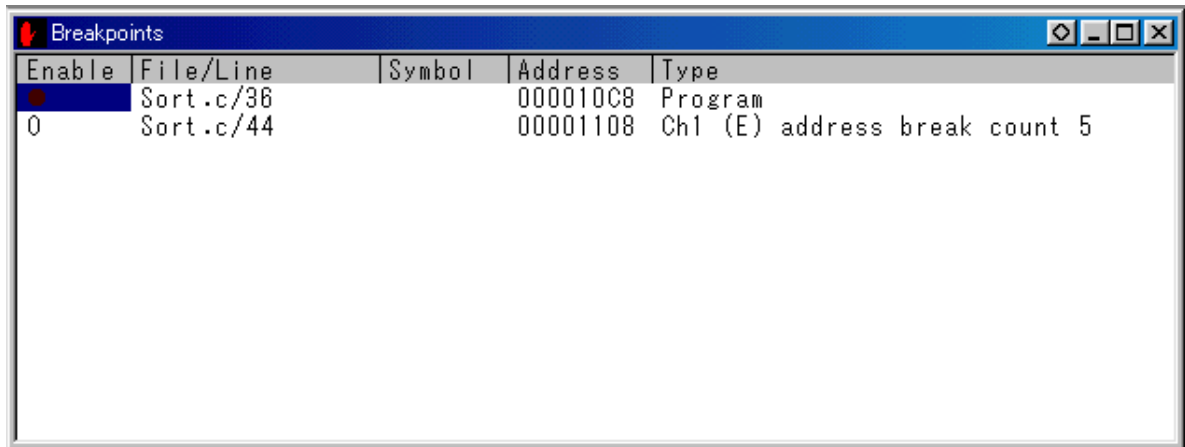 Breakpoints
Enable File/Line Symbol Address Type
Sort.c/36 000010C8 Program
O Sort.c/44 00001108 Ch1 (E) address break count 5